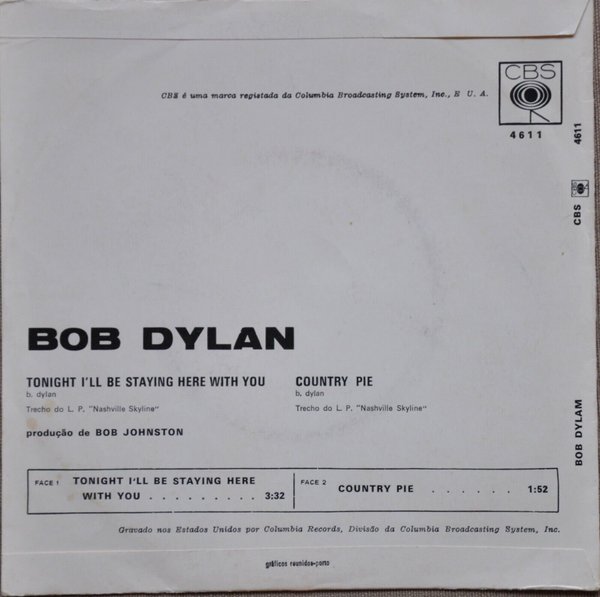 CBS
CBS é uma marca registada da Columbia Broadcasting System, Inc., E U. A.
4611
4611
CBS
CBS
BOB DYLAM
BOB DYLAN
TONIGHT I'LL BE STAYING HERE WITH YOU
b. dylan
Trecho do L. P. "Nashville Skyline"
COUNTRY PIE
b. dylan
Trecho do L. P. "Nashville Skyline"
produção de BOB JOHNSTON
FACE 1 TONIGHT I'LL BE STAYING HERE
WITH YOU . . . . . . . . . 3:32
FACE 2 COUNTRY PIE . . . . . . 1:52
Gravado nos Estados Unidos por Columbia Records, Divisão da Columbia Broadcasting System, Inc.
gráficos reunidos-porto